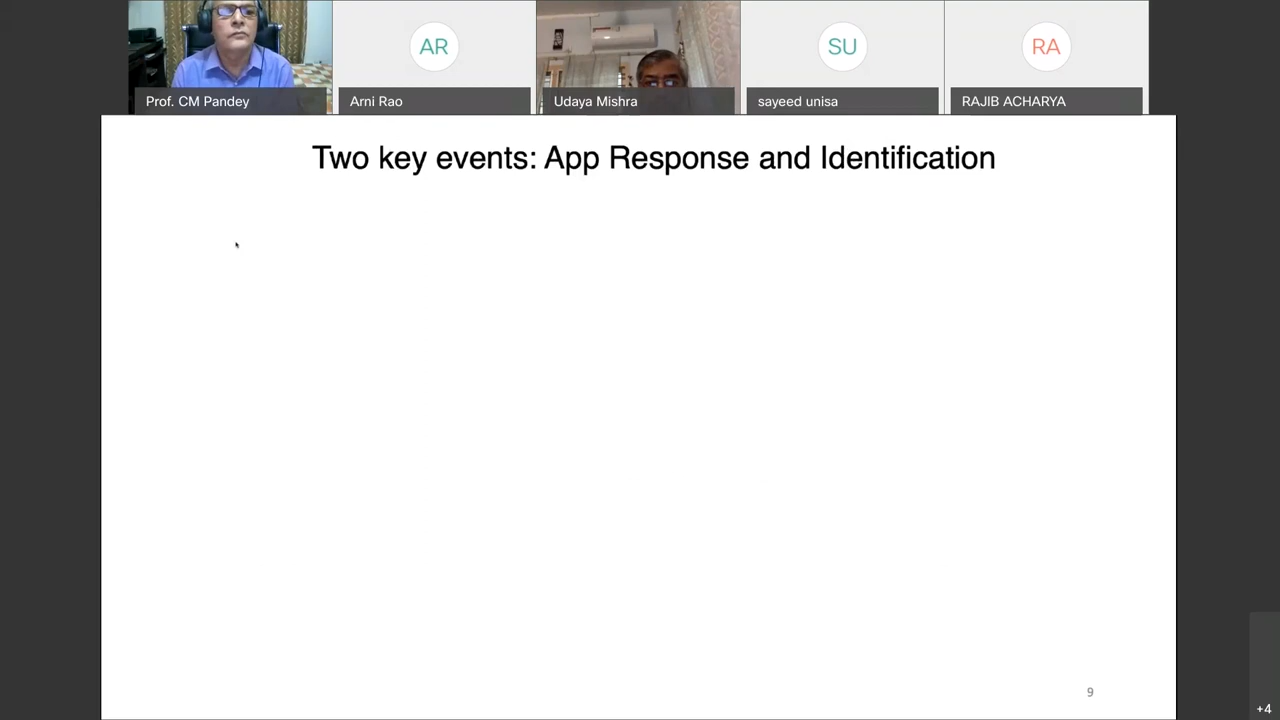 AR
SU
RA
Prof. CM Pandey
Arni Rao
Udaya Mishra
sayeed unisa
RAJIB ACHARYA
Two key events: App Response and Identification
9
+4